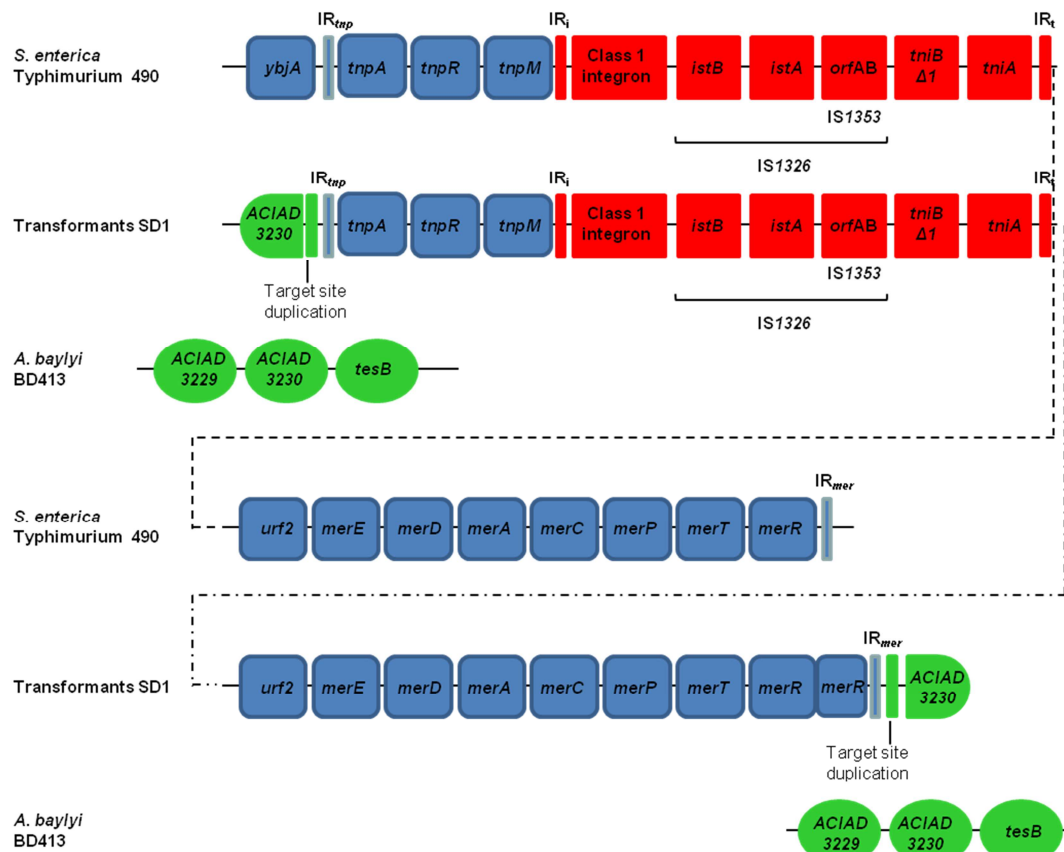 IRtnp IRi IRt
S. enterica
Typhimurium 490
ybjA tnpA tnpR tnpM Class 1 integron istB istA orfAB tniB Δ1 tniA
IS1353
IS1326
IRtnp IRi IRt
Transformants SD1
ACIAD 3230 tnpA tnpR tnpM Class 1 integron istB istA orfAB tniB Δ1 tniA
Target site
duplication
IS1353
IS1326
A. baylyi
BD413
ACIAD 3229 ACIAD 3230 tesB
IRmer
S. enterica
Typhimurium 490
urf2 merE merD merA merC merP merT merR
IRmer
Transformants SD1
urf2 merE merD merA merC merP merT merR merR ACIAD 3230
Target site
duplication
A. baylyi
BD413
ACIAD 3229 ACIAD 3230 tesB